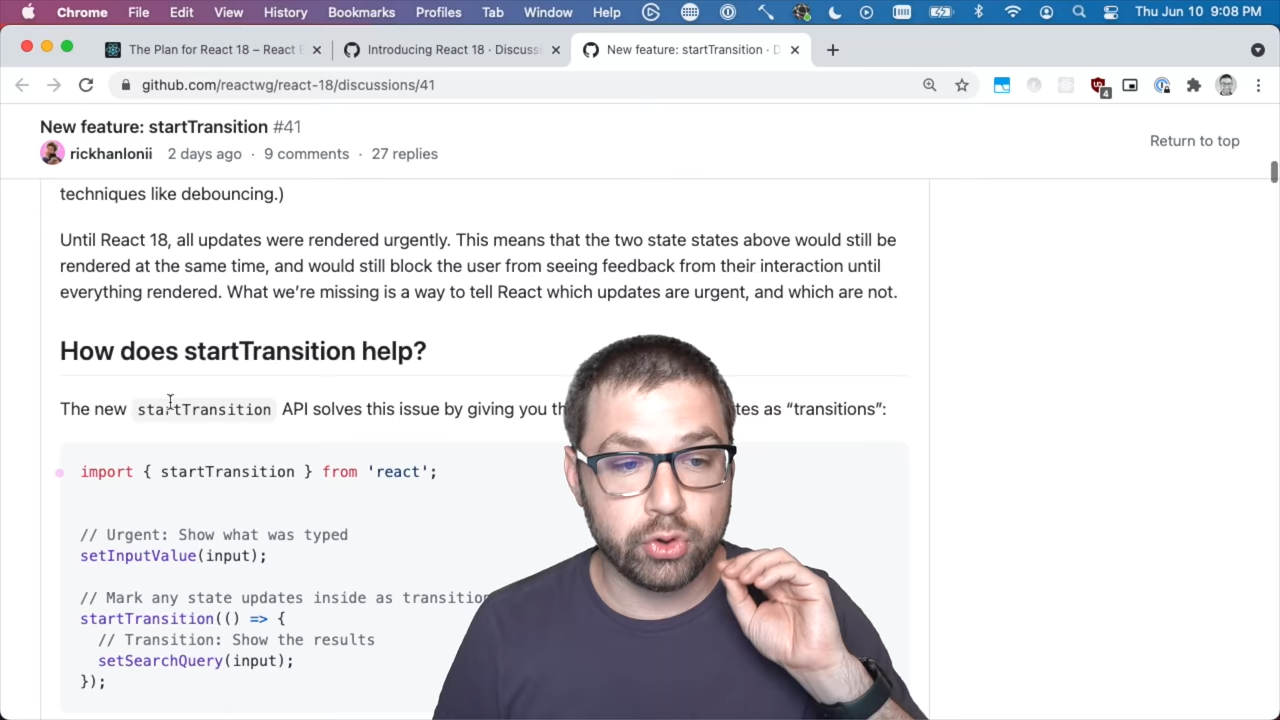 Chrome File Edit View History Bookmarks Profiles Tab Window Help Thu Jun 10 9:08 PM
The Plan for React 18 – React Introducing React 18 · Discuss New feature: startTransition ·
github.com/reactwg/react-18/discussions/41
4
New feature: startTransition #41
rickhanlonii 2 days ago · 9 comments · 27 replies
Return to top
techniques like debouncing.)
Until React 18, all updates were rendered urgently. This means that the two state states above would still be
rendered at the same time, and would still block the user from seeing feedback from their interaction until
everything rendered. What we're missing is a way to tell React which updates are urgent, and which are not.
How does startTransition help?
The new startTransition API solves this issue by giving you as “transitions”:
import { startTransition } from 'react';
// Urgent: Show what was typed
setInputValue(input);
// Mark any state updates inside as
startTransition(() => {
// Transition: Show the results
setSearchQuery(input);
});